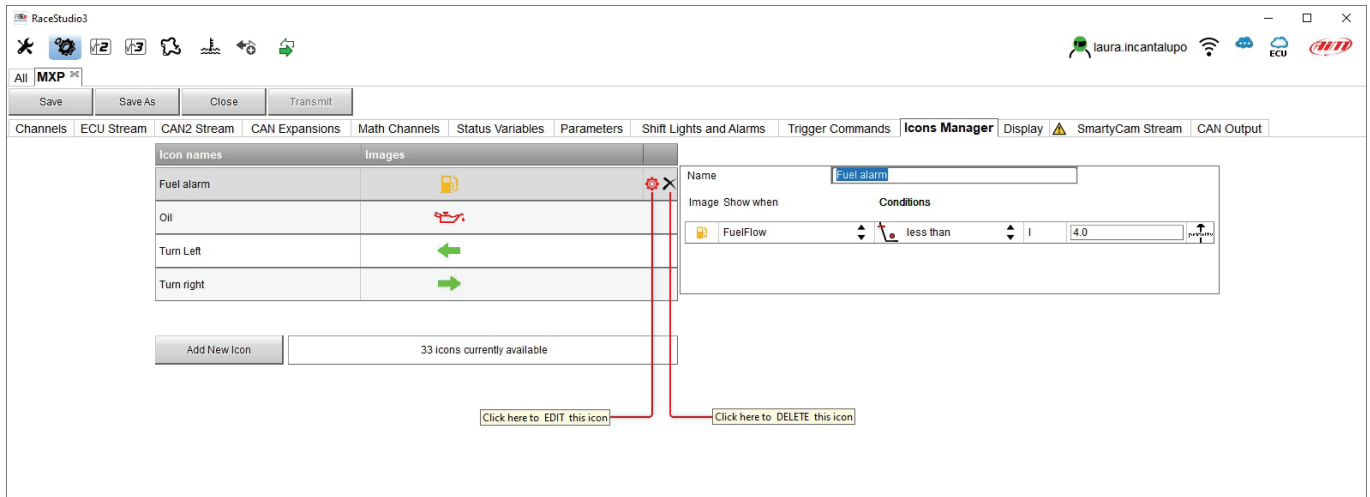 RaceStudio3
laura.incantalupo
ECU
AiM
All MXP
Save Save As Close Transmit
Channels ECU Stream CAN2 Stream CAN Expansions Math Channels Status Variables Parameters Shift Lights and Alarms Trigger Commands Icons Manager Display SmartyCam Stream CAN Output
Icon names Images
Fuel alarm
Oil
Turn Left
Turn right
Add New Icon 33 icons currently available
Name Fuel alarm
Image Show when Conditions
FuelFlow less than l 4.0 priority
Click here to EDIT this icon
Click here to DELETE this icon